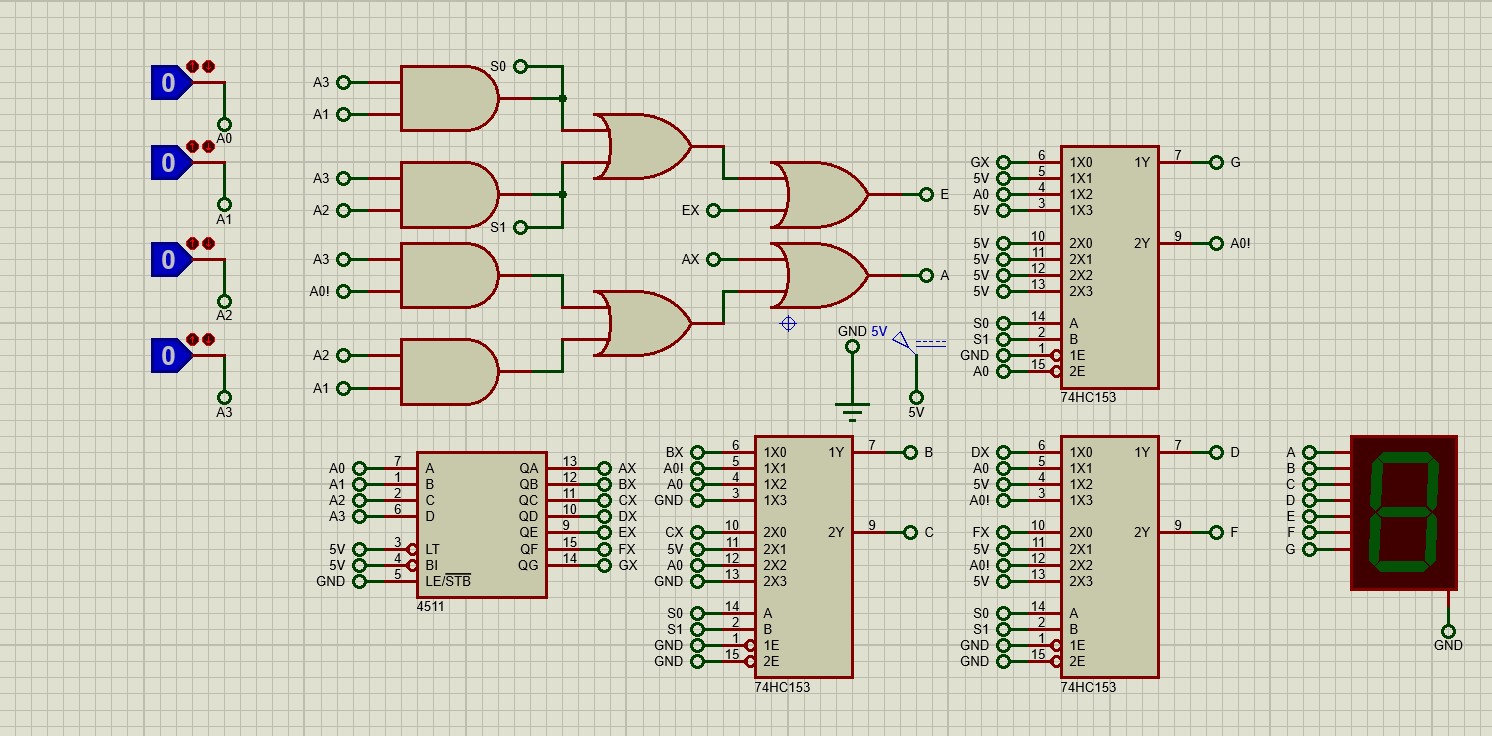 0
A0
0
A1
0
A2
0
A3
A3
A1
S0
A3
A2
S1
A3
A0!
A2
A1
EX
E
AX
A
GND
5V
5V
GX 6 1X0 1Y 7 G
5V 5 1X1
A0 4 1X2
5V 3 1X3
5V 10 2X0 2Y 9 A0!
5V 11 2X1
5V 12 2X2
5V 13 2X3
S0 14 A
S1 2 B
GND 1 1E
A0 15 2E
74HC153
A0 7 A QA 13 AX
A1 1 B QB 12 BX
A2 2 C QC 11 CX
A3 6 D QD 10 DX
QE 9 EX
5V 3 LT QF 15 FX
5V 4 BI QG 14 GX
GND 5 LE/STB
4511
BX 6 1X0 1Y 7 B
A0! 5 1X1
A0 4 1X2
GND 3 1X3
CX 10 2X0 2Y 9 C
5V 11 2X1
A0 12 2X2
GND 13 2X3
S0 14 A
S1 2 B
GND 1 1E
GND 15 2E
74HC153
DX 6 1X0 1Y 7 D
A0 5 1X1
5V 4 1X2
A0! 3 1X3
FX 10 2X0 2Y 9 F
5V 11 2X1
A0! 12 2X2
5V 13 2X3
S0 14 A
S1 2 B
GND 1 1E
GND 15 2E
74HC153
A
B
C
D
E
F
G
GND